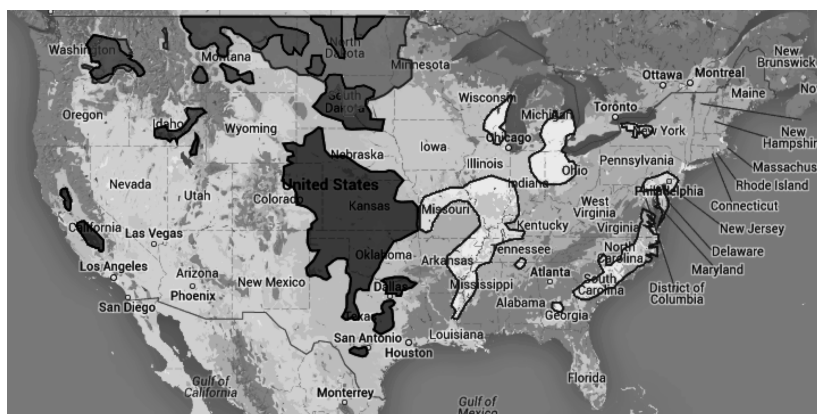 Washington
Montana
North
Dakota
Minnesota
Ottawa
Montreal
New
Brunswick
Maine
Oregon
Idaho
Wyoming
South
Dakota
Wisconsin
Michigan
Toronto
New York
New
Hampshire
Massachus
Rhode Island
Connecticut
New Jersey
Delaware
Maryland
District of
Columbia
Nevada
Utah
Colorado
Nebraska
Iowa
Chicago
Illinois
Indiana
Ohio
Pennsylvania
Philadelphia
United States
Kansas
Missouri
Kentucky
West
Virginia
Virginia
California
Las Vegas
Los Angeles
San Diego
Arizona
Phoenix
New Mexico
Oklahoma
Arkansas
Tennessee
North
Carolina
South
Carolina
Atlanta
Mississippi
Alabama
Georgia
Dallas
Texas
San Antonio
Houston
Louisiana
Florida
Gulf of
California
Monterrey
Gulf of
Mexico